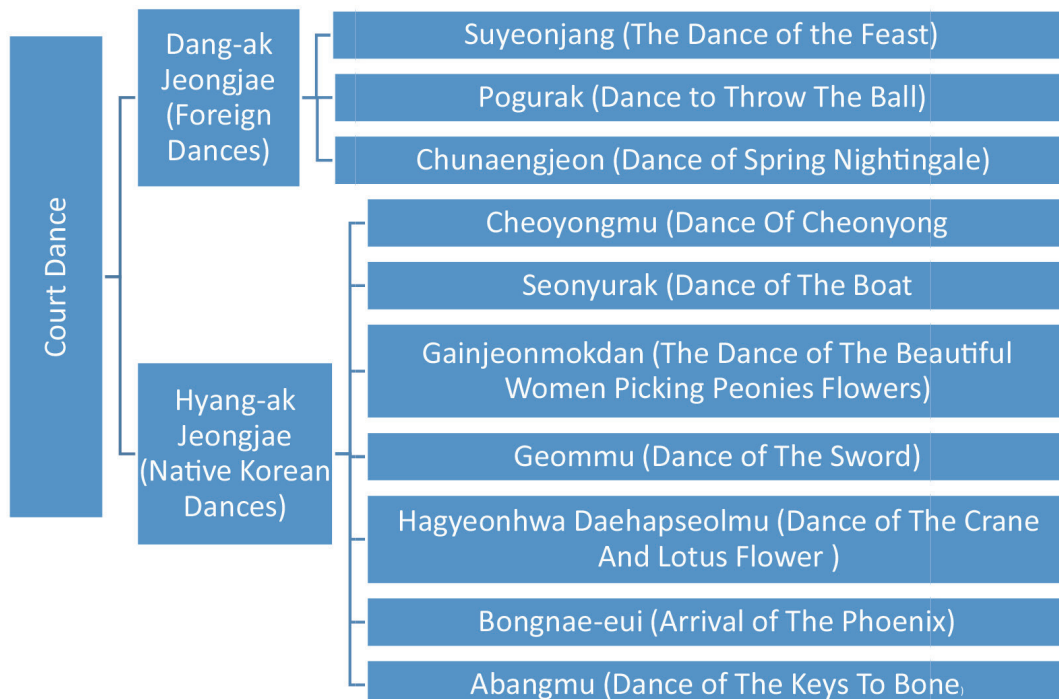 Court Dance
Dang-ak
Jeongjae
(Foreign
Dances)
Suyeonjang (The Dance of the Feast)
Pogurak (Dance to Throw The Ball)
Chunaengjeon (Dance of Spring Nightingale)
Hyang-ak
Jeongjae
(Native Korean
Dances)
Cheoyongmu (Dance Of Cheonyong
Seonyurak (Dance of The Boat
Gainjeonmokdan (The Dance of The Beautiful
Women Picking Peonies Flowers)
Geommu (Dance of The Sword)
Hagyeonhwa Daehapseolmu (Dance of The Crane
And Lotus Flower )
Bongnae-eui (Arrival of The Phoenix)
Abangmu (Dance of The Keys To Bone)